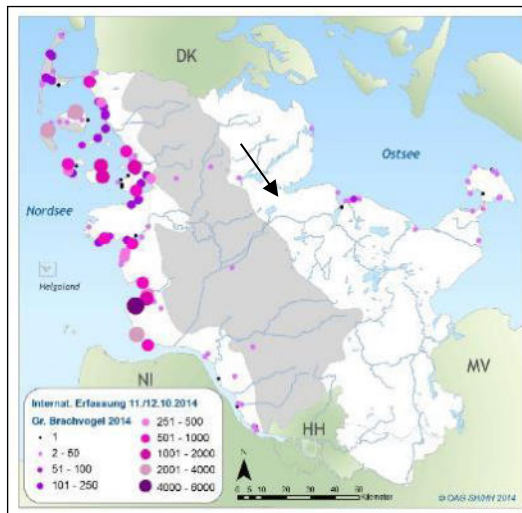 DK
Ostsee
Nordsee
Helgoland
NI
MV
HH
Internat. Erfassung 11./12.10.2014
Gr. Brachvogel 2014
1
2 - 50
51 - 100
101 - 250
251 - 500
501 - 1000
1001 - 2000
2001 - 4000
4000 - 6000
N
0 5 10 20 30 40 50
Kilometer
© OAG SH/HH 2014